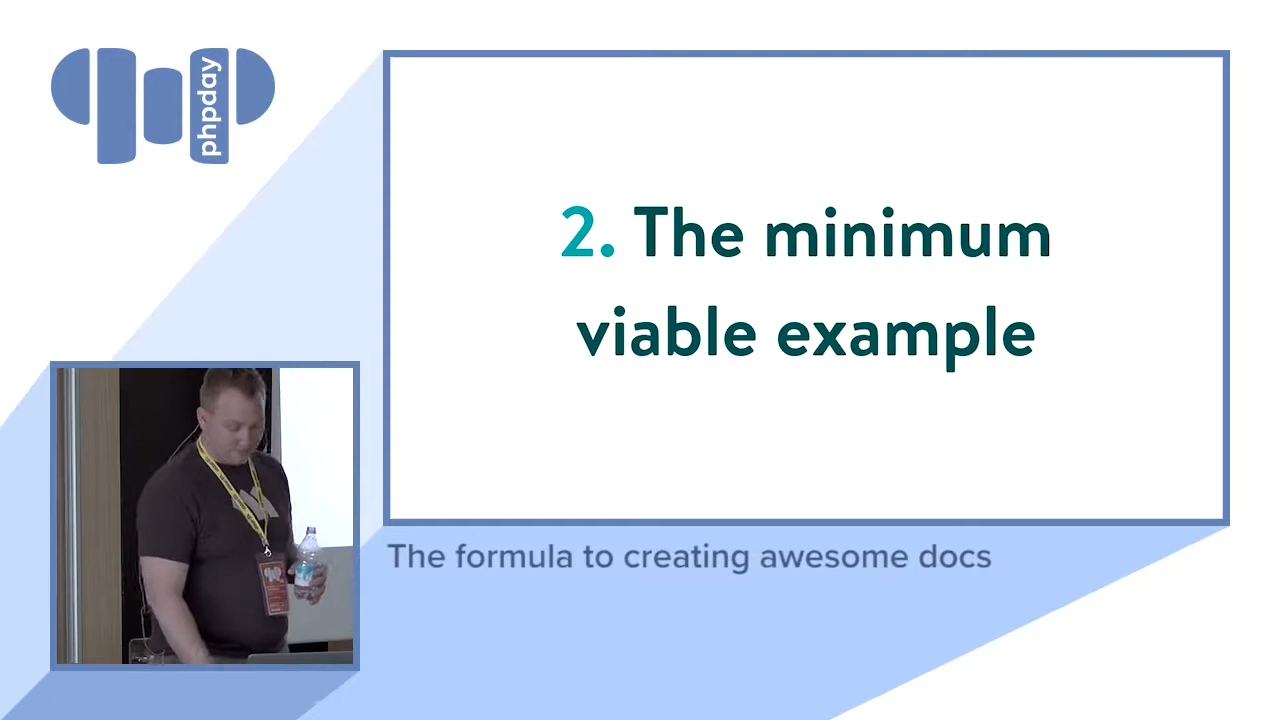 phpday
2. The minimum
viable example
The formula to creating awesome docs